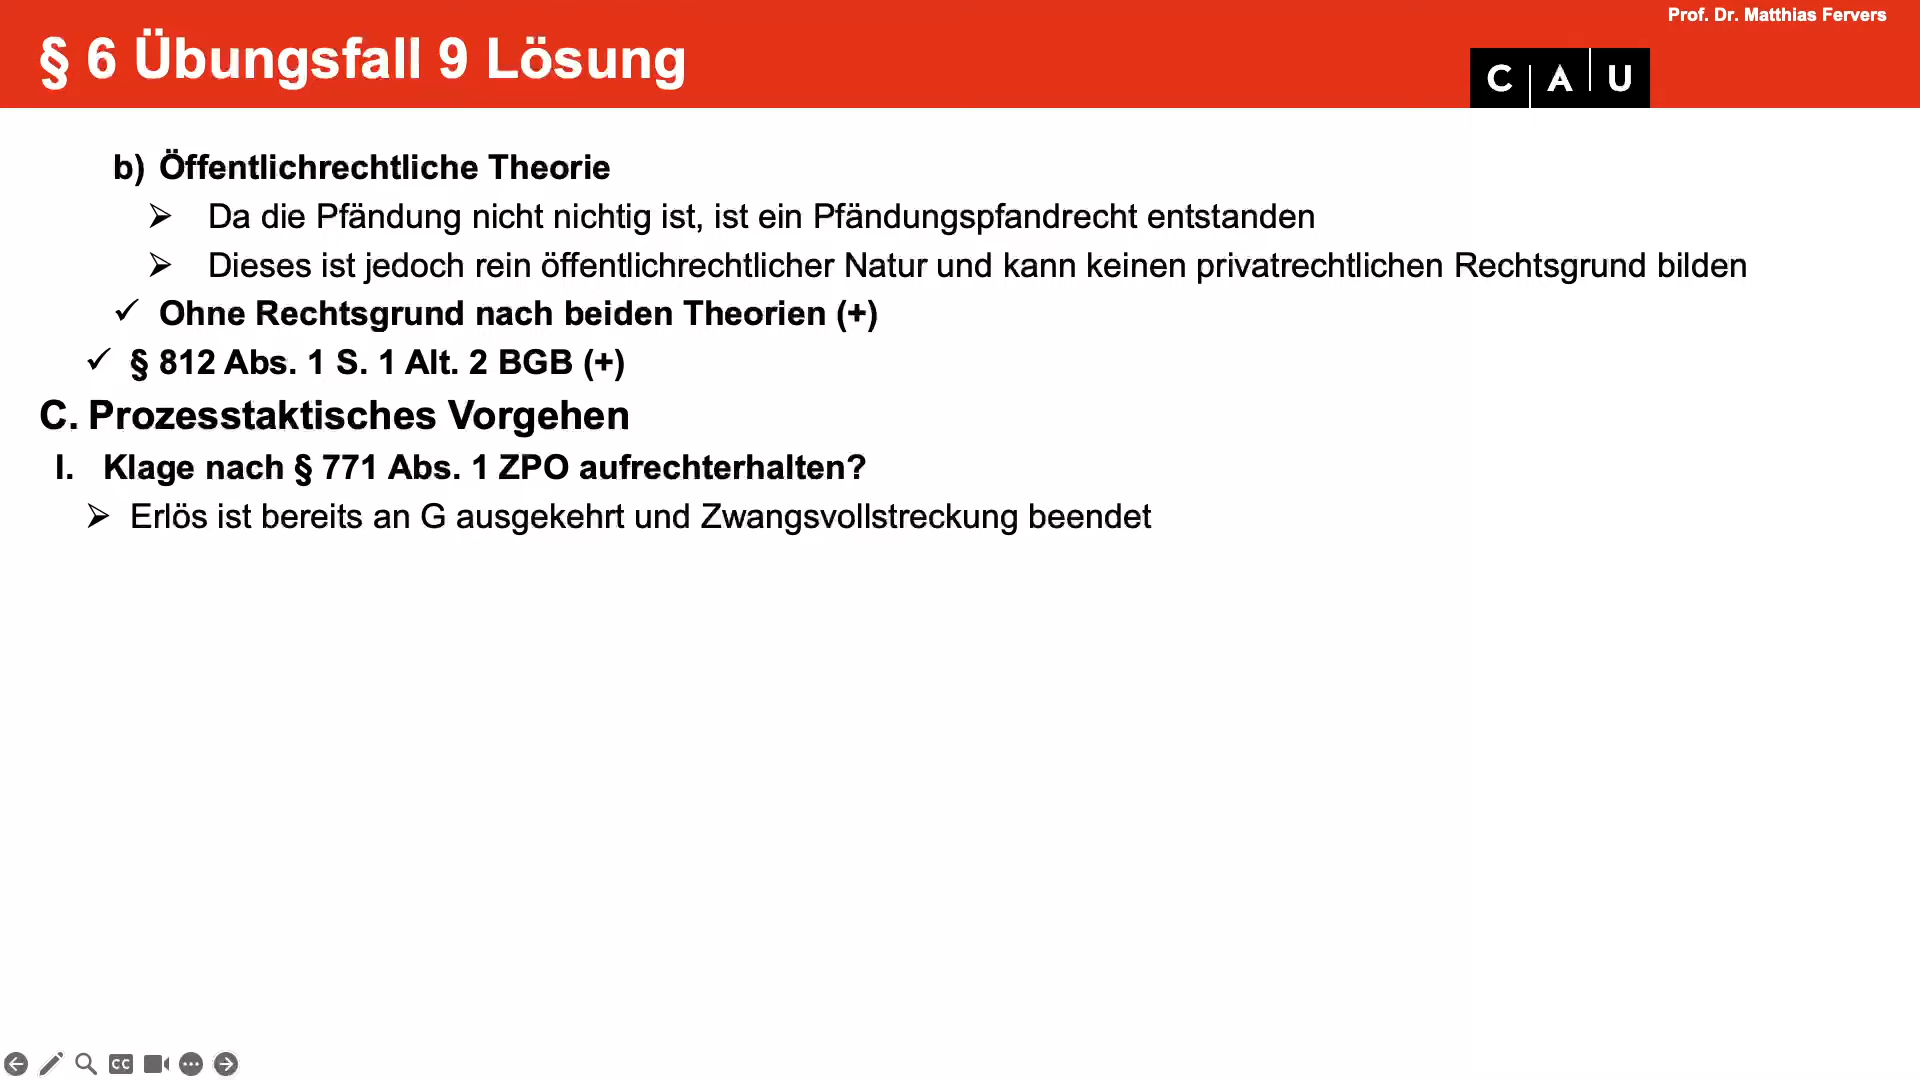 Prof. Dr. Matthias Fervers
§ 6 Übungsfall 9 Lösung
C A U
b) Öffentlichrechtliche Theorie
➢ Da die Pfändung nicht nichtig ist, ist ein Pfändungspfandrecht entstanden
➢ Dieses ist jedoch rein öffentlichrechtlicher Natur und kann keinen privatrechtlichen Rechtsgrund bilden
✓ Ohne Rechtsgrund nach beiden Theorien (+)
✓ § 812 Abs. 1 S. 1 Alt. 2 BGB (+)
C. Prozesstaktisches Vorgehen
I. Klage nach § 771 Abs. 1 ZPO aufrechterhalten?
➢ Erlös ist bereits an G ausgekehrt und Zwangsvollstreckung beendet
CC